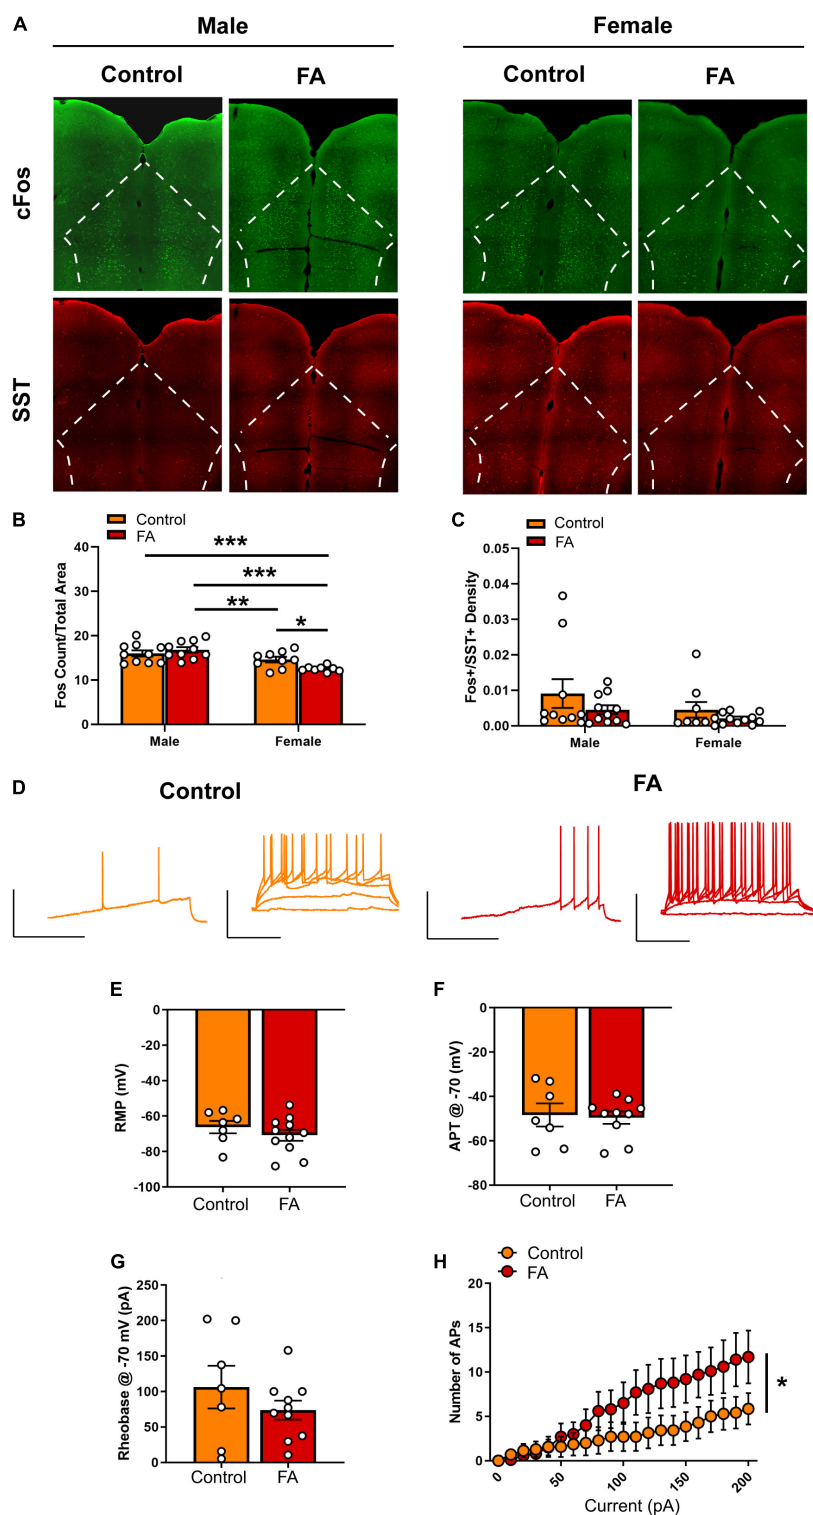 A
Male
Female
Control
FA
Control
FA
cFos
SST
B
Control
FA
Fos Count/Total Area
40
30
20
10
0
***
***
**
*
Male
Female
C
Control
FA
Fos+/SST+ Density
0.05
0.04
0.03
0.02
0.01
0.00
Male
Female
D
Control
FA
E
RMP (mV)
0
-20
-40
-60
-80
-100
Control
FA
F
APT @ -70 (mV)
0
-20
-40
-60
-80
Control
FA
G
Rheobase @ -70 mV (pA)
250
200
150
100
50
0
Control
FA
H
Control
FA
Number of APs
20
15
10
5
0
*
0
50
100
150
200
Current (pA)